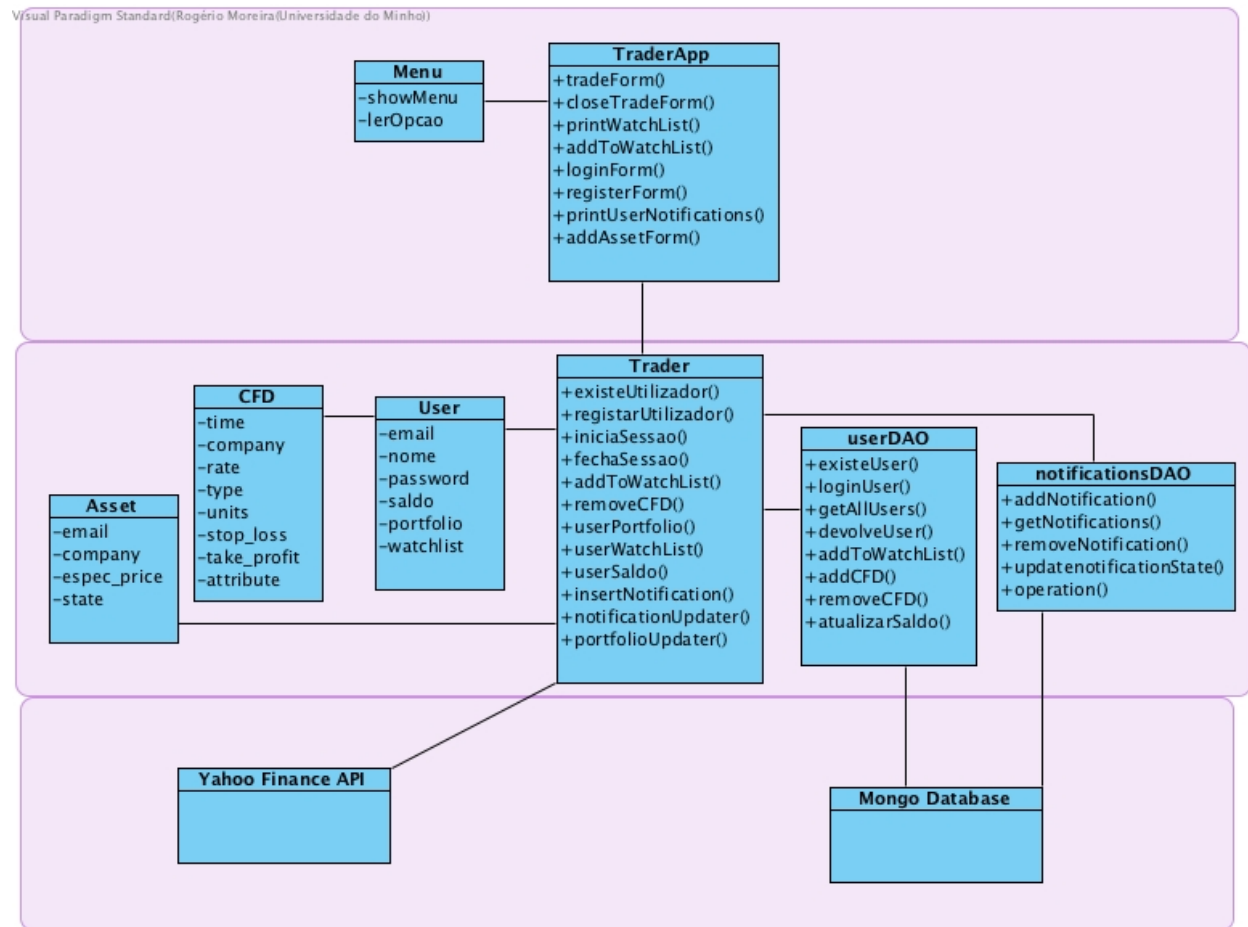 Visual Paradigm Standard(Rogério Moreira(Universidade do Minho))
Menu
-showMenu
-lerOpcao
TraderApp
+tradeForm()
+closeTradeForm()
+printWatchList()
+addToWatchList()
+loginForm()
+registerForm()
+printUserNotifications()
+addAssetForm()
Asset
-email
-company
-espec_price
-state
CFD
-time
-company
-rate
-type
-units
-stop_loss
-take_profit
-attribute
User
-email
-nome
-password
-saldo
-portfolio
-watchlist
Trader
+existeUtilizador()
+registarUtilizador()
+iniciaSessao()
+fechaSessao()
+addToWatchList()
+removeCFD()
+userPortfolio()
+userWatchList()
+userSaldo()
+insertNotification()
+notificationUpdater()
+portfolioUpdater()
userDAO
+existeUser()
+loginUser()
+getAllUsers()
+devolveUser()
+addToWatchList()
+addCFD()
+removeCFD()
+atualizarSaldo()
notificationsDAO
+addNotification()
+getNotifications()
+removeNotification()
+updatenotificationState()
+operation()
Yahoo Finance API
Mongo Database